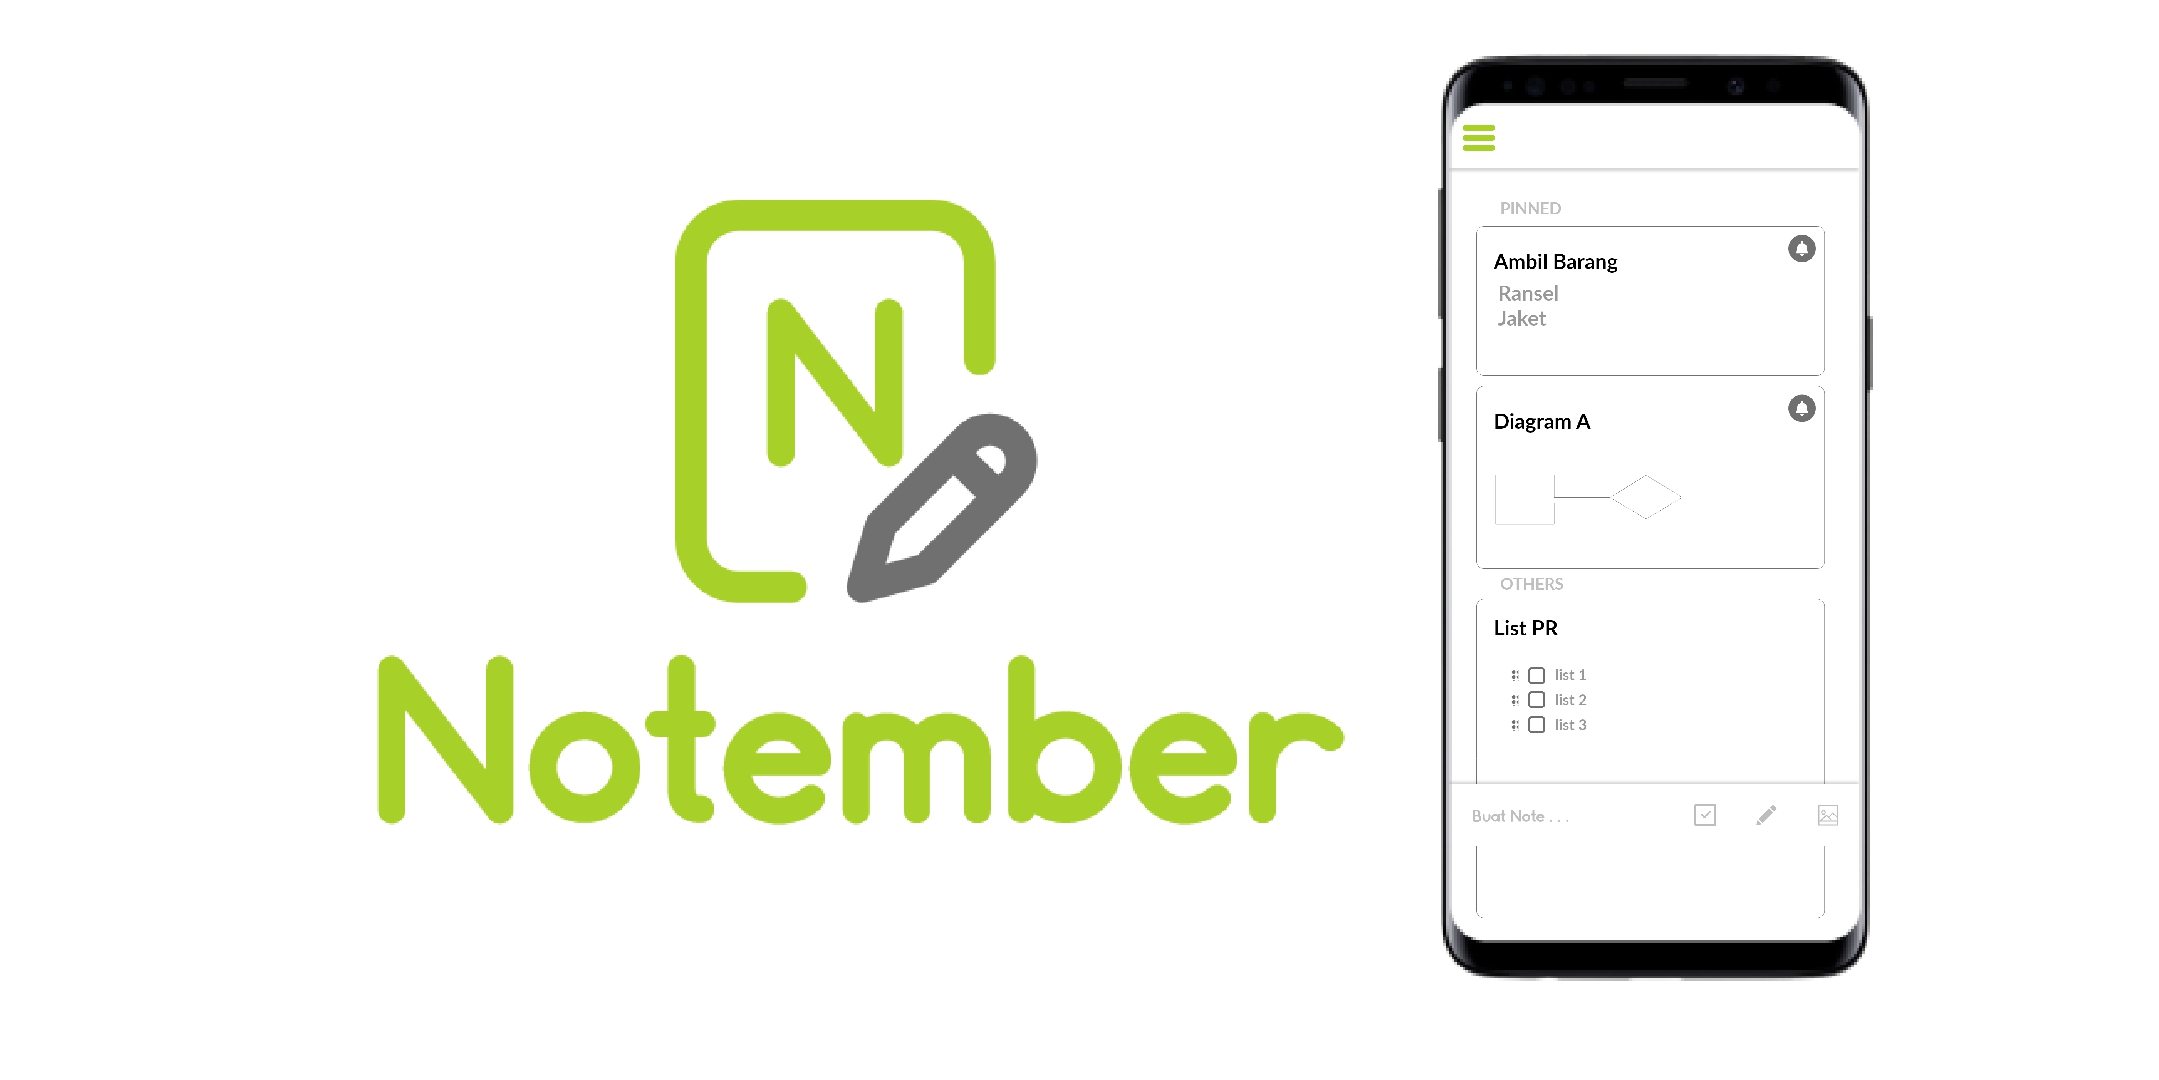 N
Notember
PINNED
Ambil Barang
Ransel
Jaket
Diagram A
OTHERS
List PR
list 1
list 2
list 3
Buat Note . . .